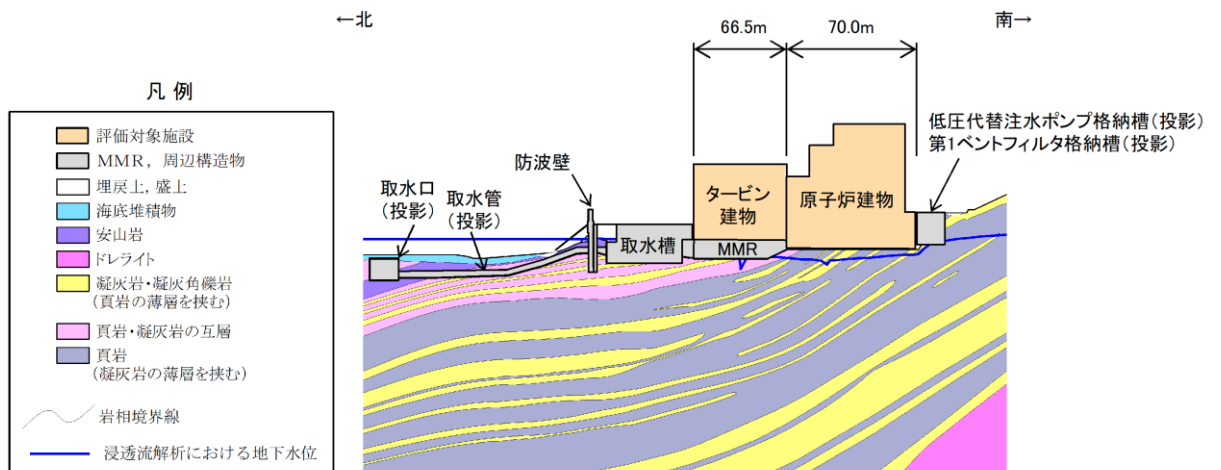 ←北
66.5m
70.0m
南→
凡 例
評価対象施設
MMR，周辺構造物
埋戻土，盛土
海底堆積物
安山岩
ドレライト
凝灰岩・凝灰角礫岩
(頁岩の薄層を挟む)
頁岩・凝灰岩の互層
頁岩
(凝灰岩の薄層を挟む)
岩相境界線
浸透流解析における地下水位
取水口
(投影)
取水管
(投影)
防波壁
取水槽
タービン
建物
MMR
原子炉建物
低圧代替注水ポンプ格納槽(投影)
第1ベントフィルタ格納槽(投影)